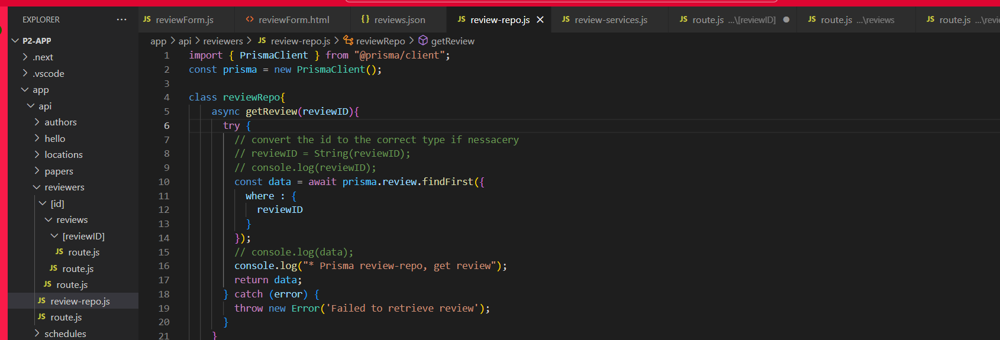 EXPLORER ...
P2-APP
.next
.vscode
app
api
authors
hello
locations
papers
reviewers
[id]
reviews
[reviewID]
JS route.js
JS route.js
JS route.js
JS review-repo.js
JS route.js
schedules
JS reviewForm.js <> reviewForm.html {} reviews.json JS review-repo.js JS review-services.js JS route.js ...\[reviewID] JS route.js ...\reviews JS route.js
app > api > reviewers > JS review-repo.js > reviewRepo > getReview
1 import { PrismaClient } from "@prisma/client";
2 const prisma = new PrismaClient();
3
4 class reviewRepo{
5 async getReview(reviewID){
6 try {
7 // convert the id to the correct type if nessacery
8 // reviewID = String(reviewID);
9 // console.log(reviewID);
10 const data = await prisma.review.findFirst({
11 where : {
12 reviewID
13 }
14 });
15 // console.log(data);
16 console.log("* Prisma review-repo, get review");
17 return data;
18 } catch (error) {
19 throw new Error('Failed to retrieve review');
20 }
21 }